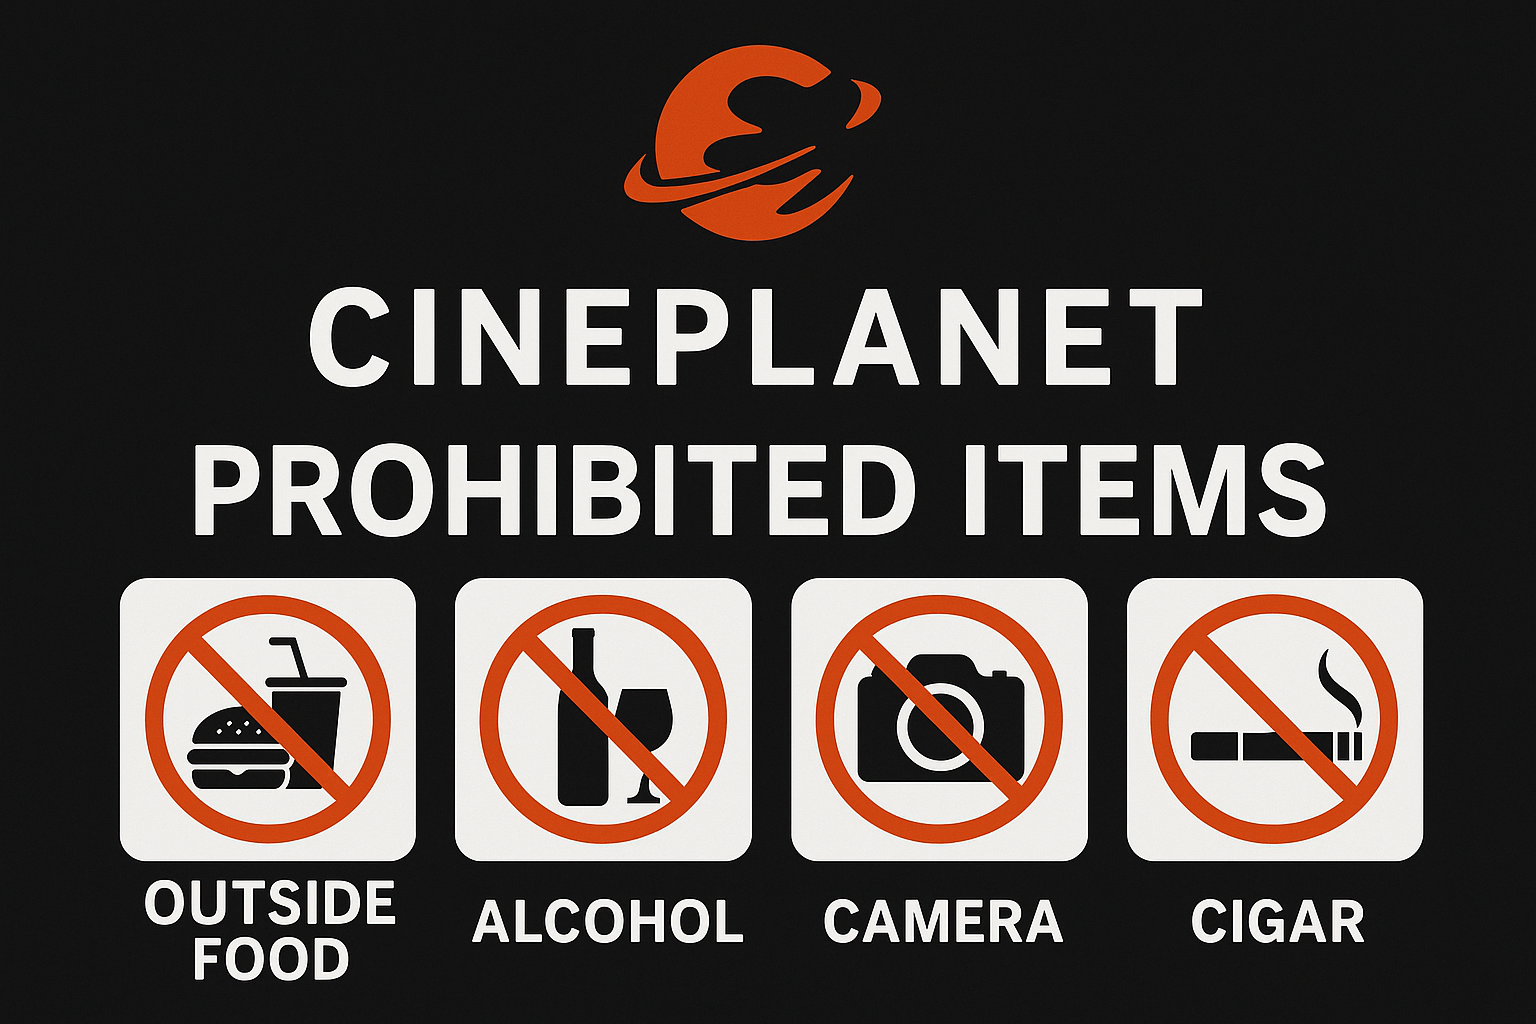 CINEPLANET
PROHIBITED ITEMS
OUTSIDE
FOOD
ALCOHOL
CAMERA
CIGAR